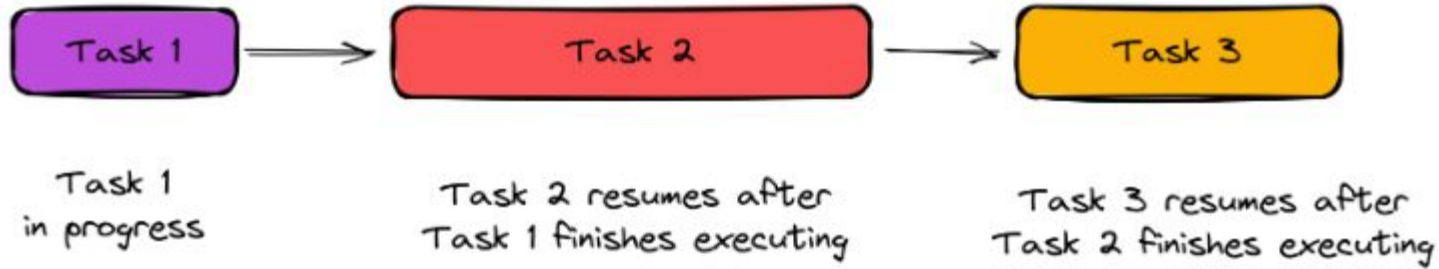 Task 1
Task 2
Task 3
Task 1
in progress
Task 2 resumes after
Task 1 finishes executing
Task 3 resumes after
Task 2 finishes executing